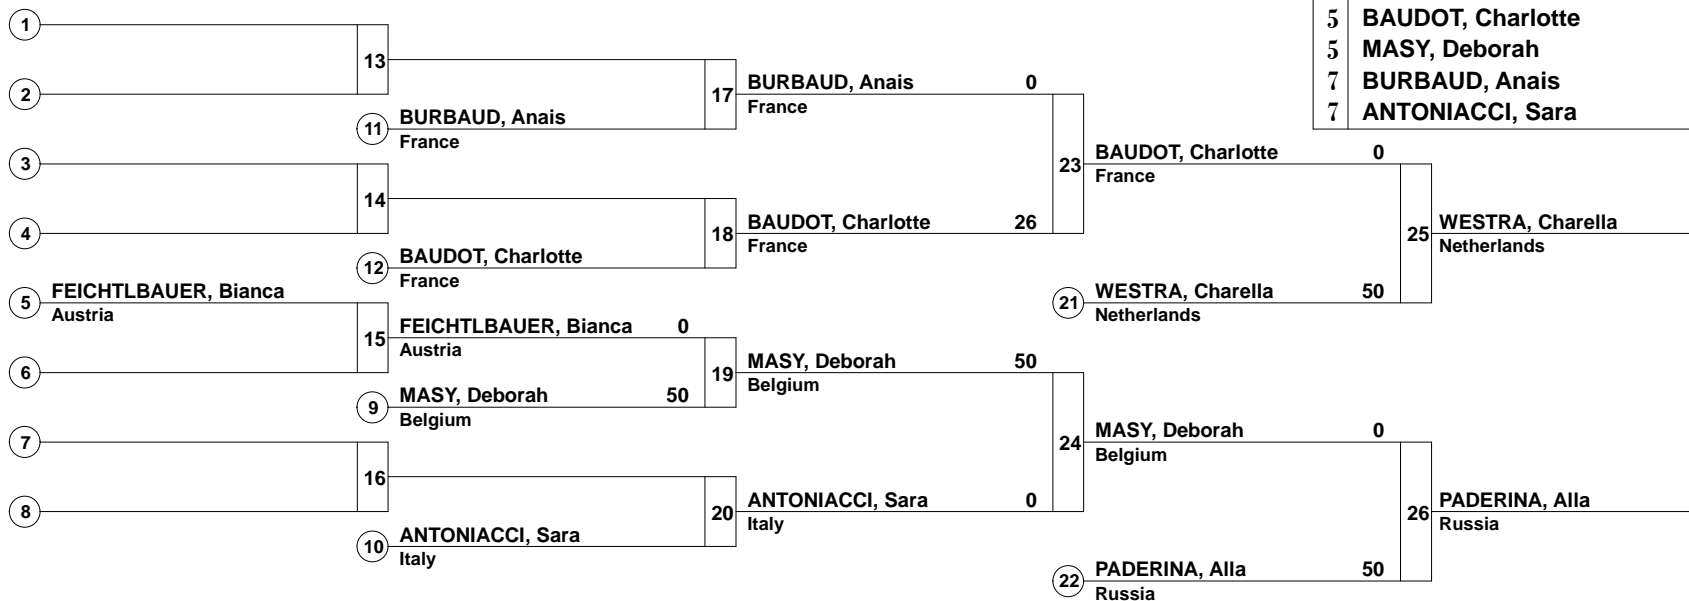 1
5 BAUDOT, Charlotte
5 MASY, Deborah
13
2
BURBAUD, Anais 0
7 BURBAUD, Anais
17
France
7 ANTONIACCI, Sara
11 BURBAUD, Anais
France
3
BAUDOT, Charlotte 0
23
France
14
4
BAUDOT, Charlotte 26
WESTRA, Charella
18
25
France
Netherlands
12 BAUDOT, Charlotte
France
5 FEICHTLBAUER, Bianca
Austria
21 WESTRA, Charella 50
Netherlands
15
FEICHTLBAUER, Bianca 0
Austria
6
MASY, Deborah 50
19
Belgium
9 MASY, Deborah 50
Belgium
7
MASY, Deborah 0
24
Belgium
16
8
ANTONIACCI, Sara 0
PADERINA, Alla
20
26
Italy
Russia
10 ANTONIACCI, Sara
Italy
22 PADERINA, Alla 50
Russia